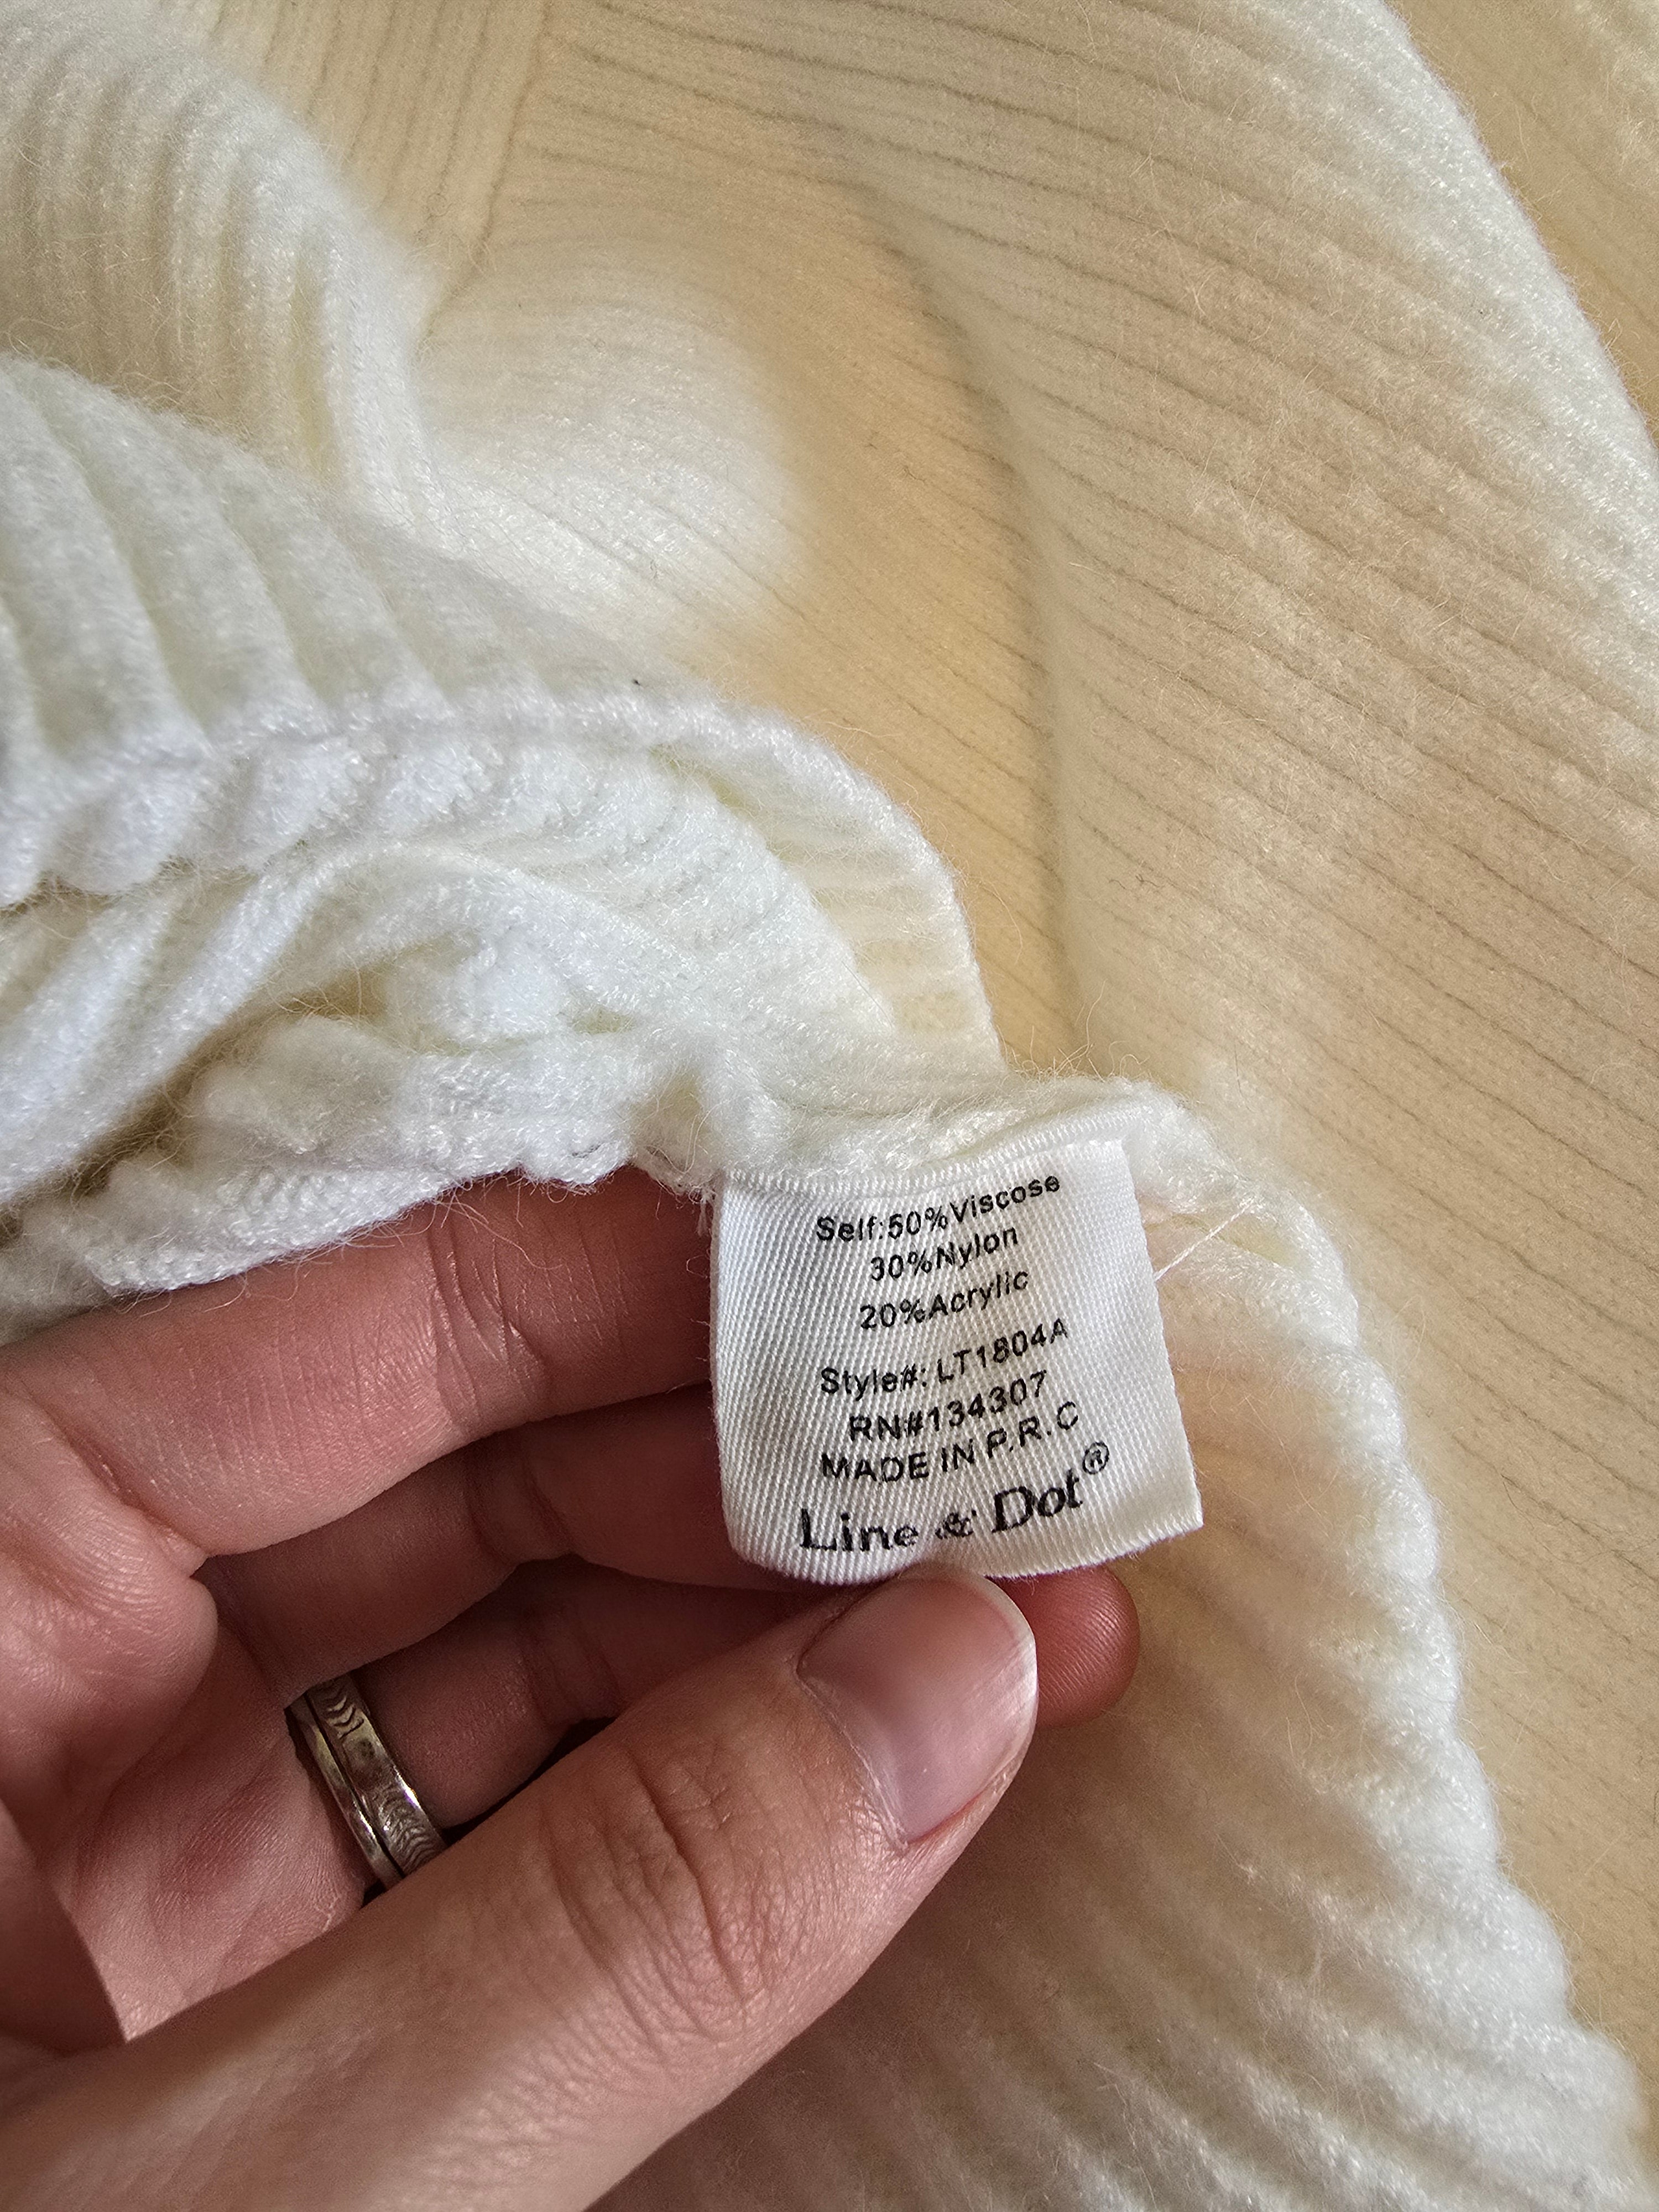 Self:50%Viscose
30%Nylon
20%Acrylic
Style#: LT1804A
RN#134307
MADE IN P.R.C
Line & Dot®